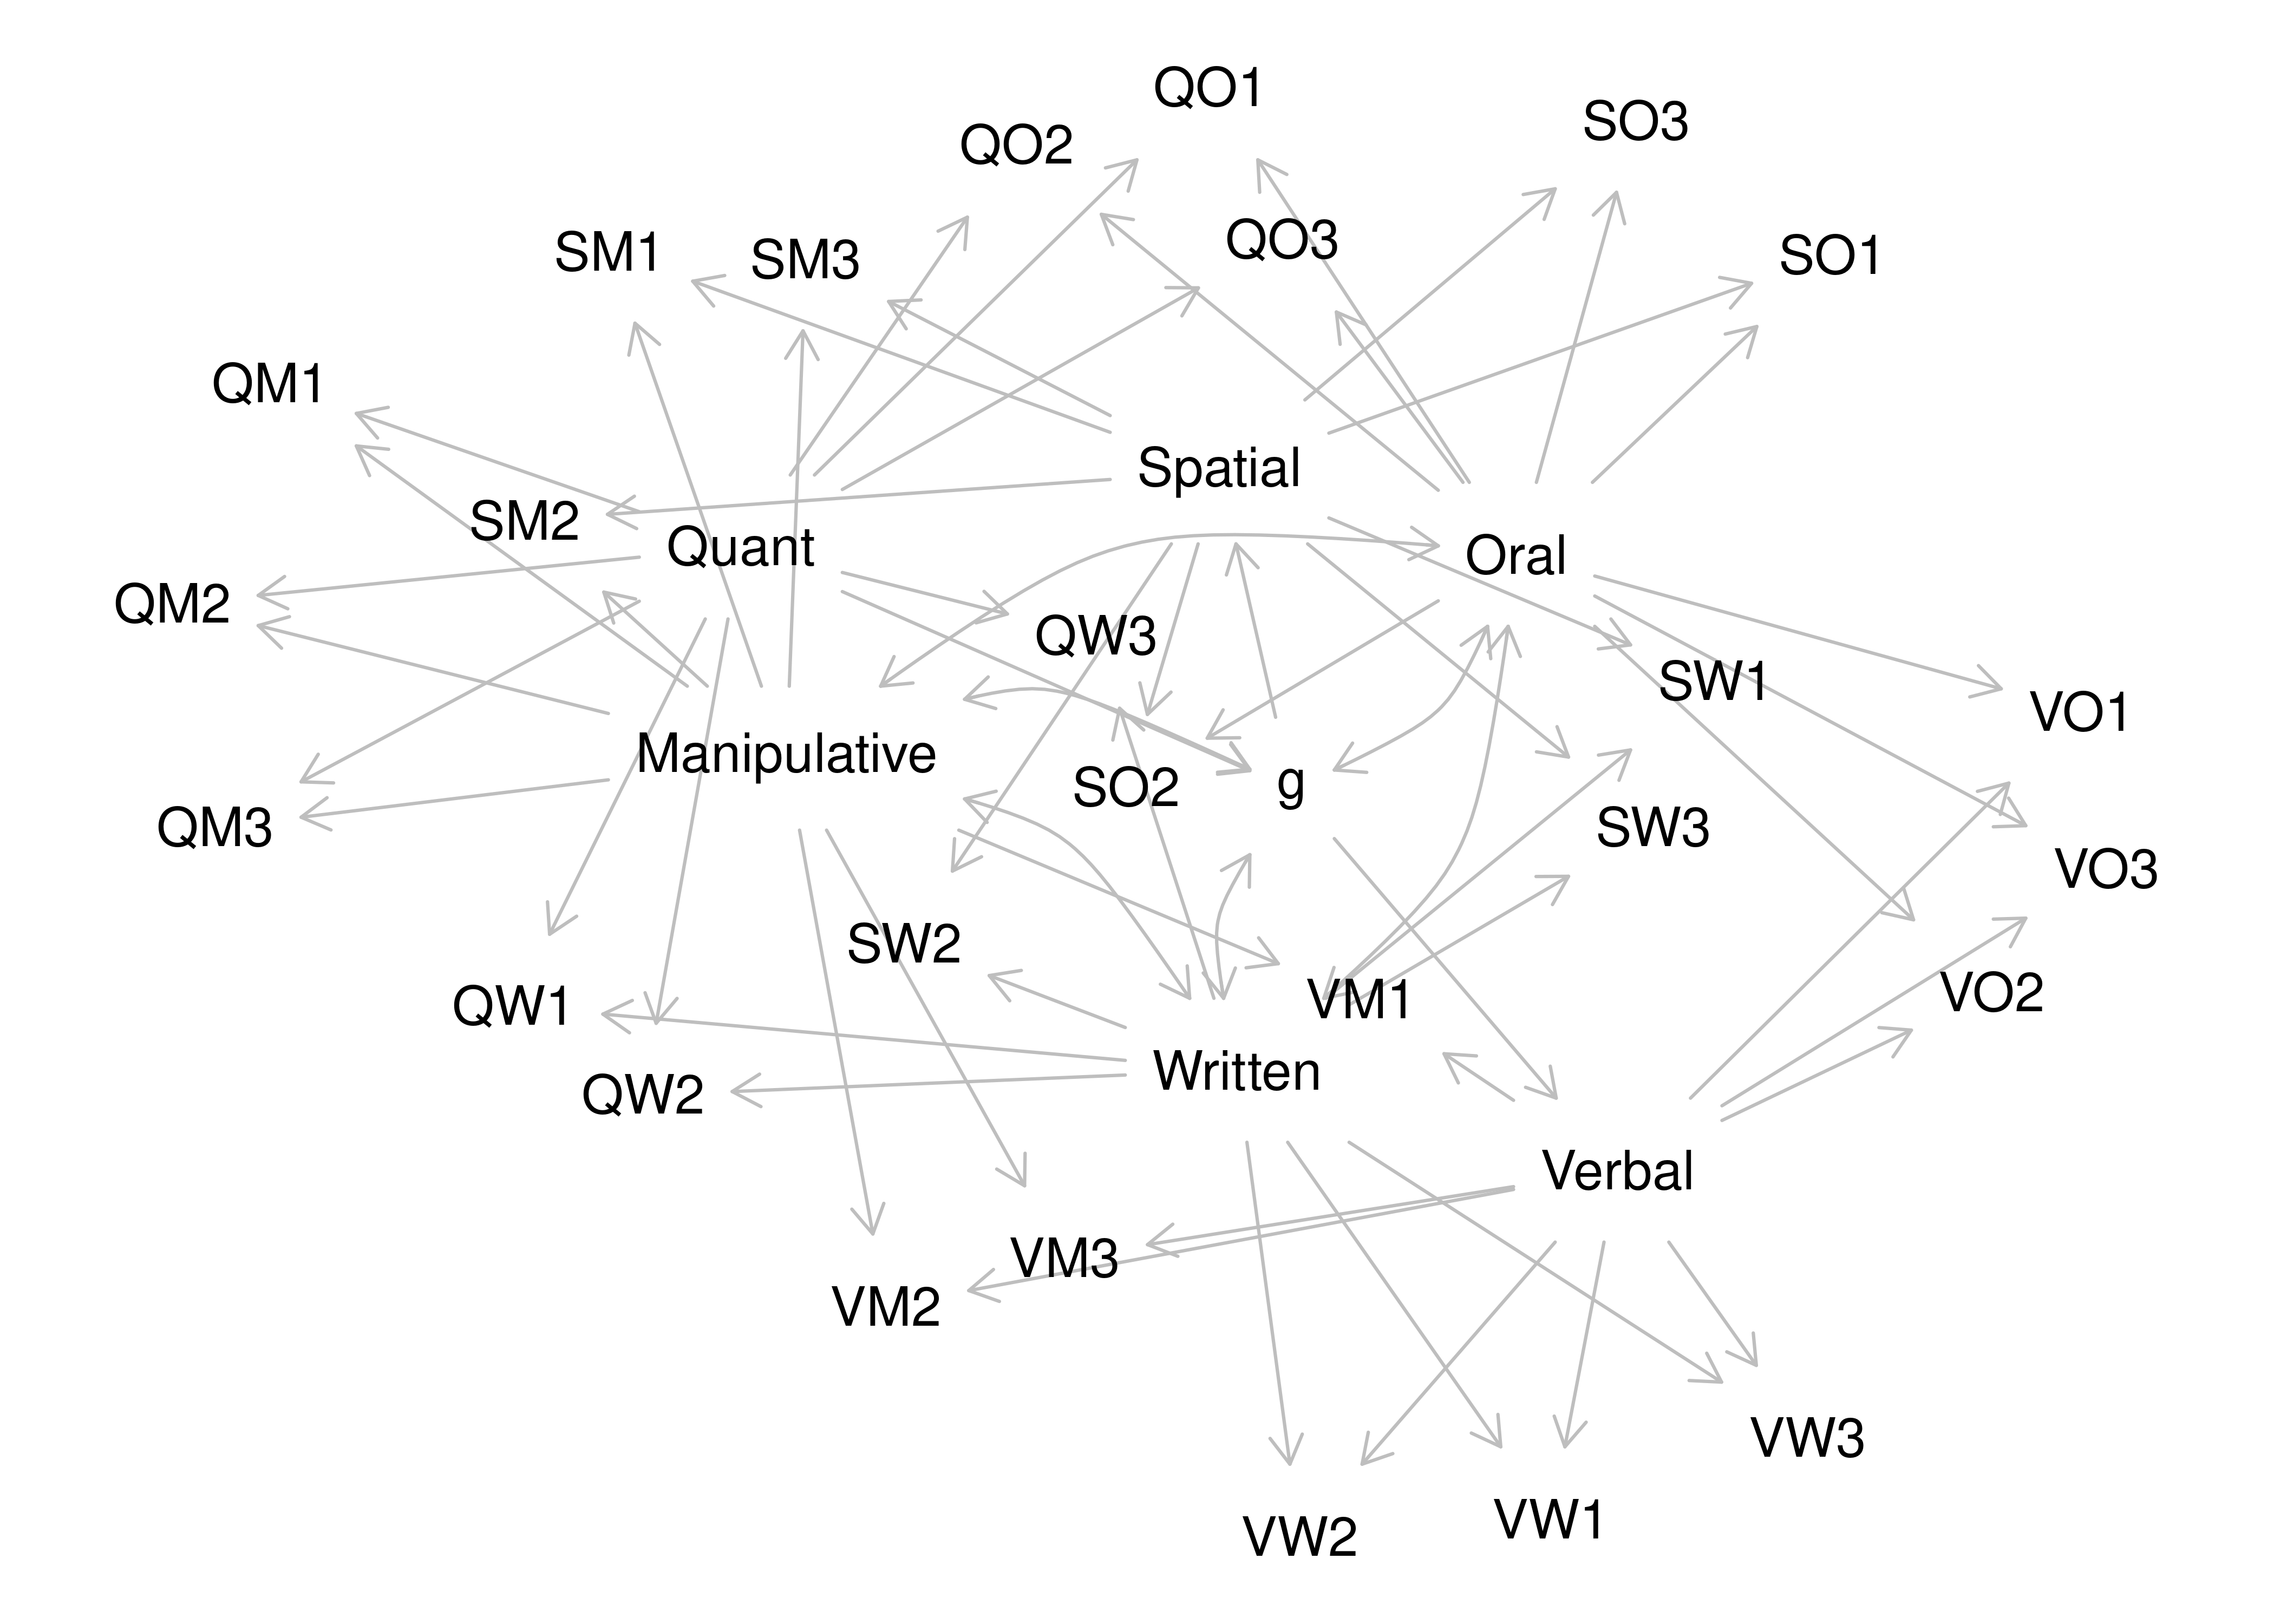 QO1
SO3
QO2
QO3
SM1
SM3
SO1
QM1
Spatial
SM2
Quant
Oral
QM2
QW3
SW1
VO1
Manipulative
SO2
g
QM3
SW3
VO3
SW2
VO2
QW1
VM1
Written
QW2
Verbal
VM3
VM2
VW3
VW1
VW2